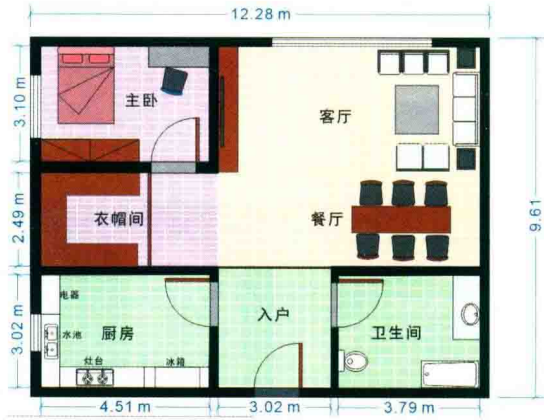 12.28 m
3.10 m
主卧
客厅
9.61
2.49 m
衣帽间
餐厅
3.02 m
电器
水池
厨房
灶台
冰箱
入户
卫生间
4.51 m
3.02 m
3.79 m